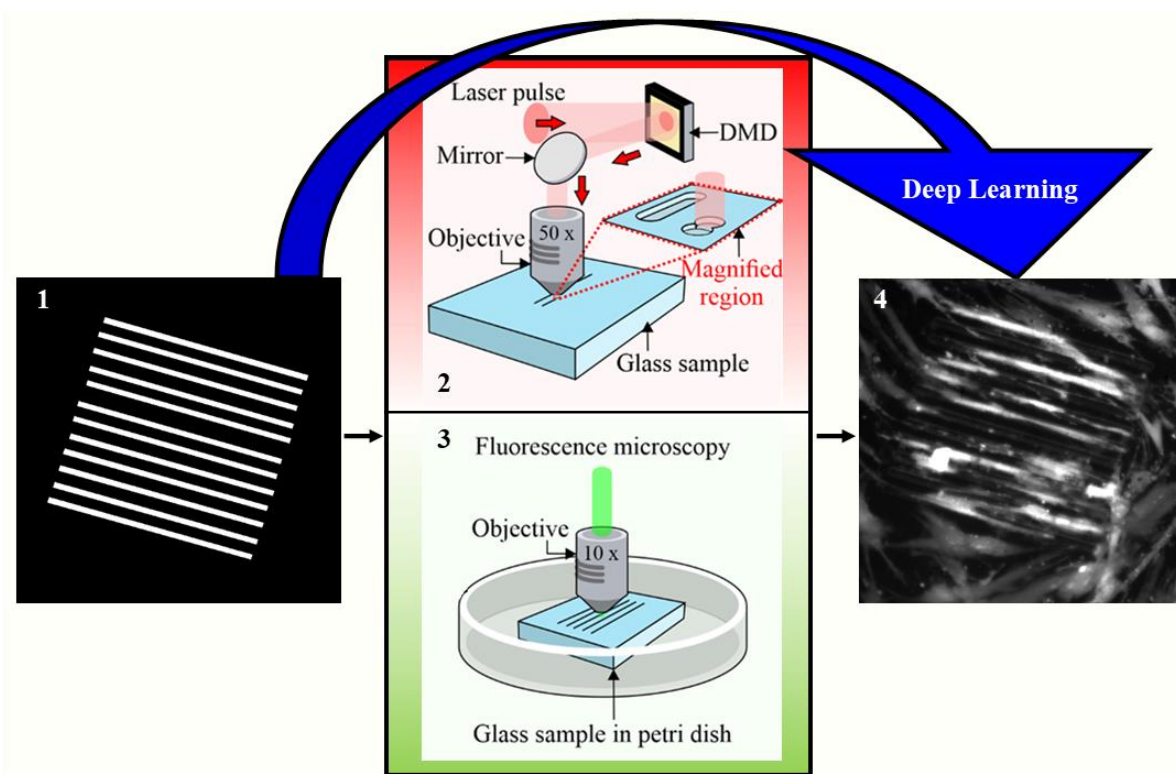 Laser pulse
DMD
Mirror
Deep Learning
50 x
Objective
Magnified
region
1
4
Glass sample
2
3
Fluorescence microscopy
Objective
10 x
Glass sample in petri dish